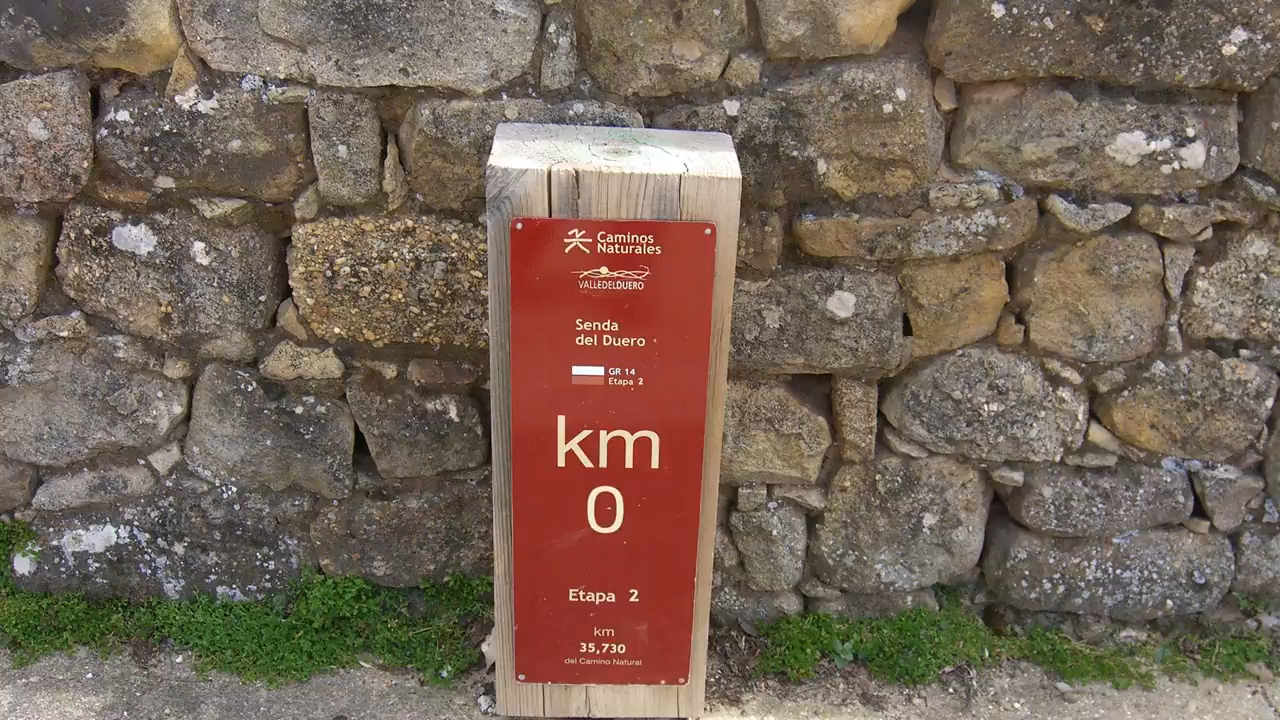 Caminos
Naturales
VALLEDELDUERO
Senda
del Duero
GR 14
Etapa 2
km
0
Etapa 2
km
35,730
del Camino Natural